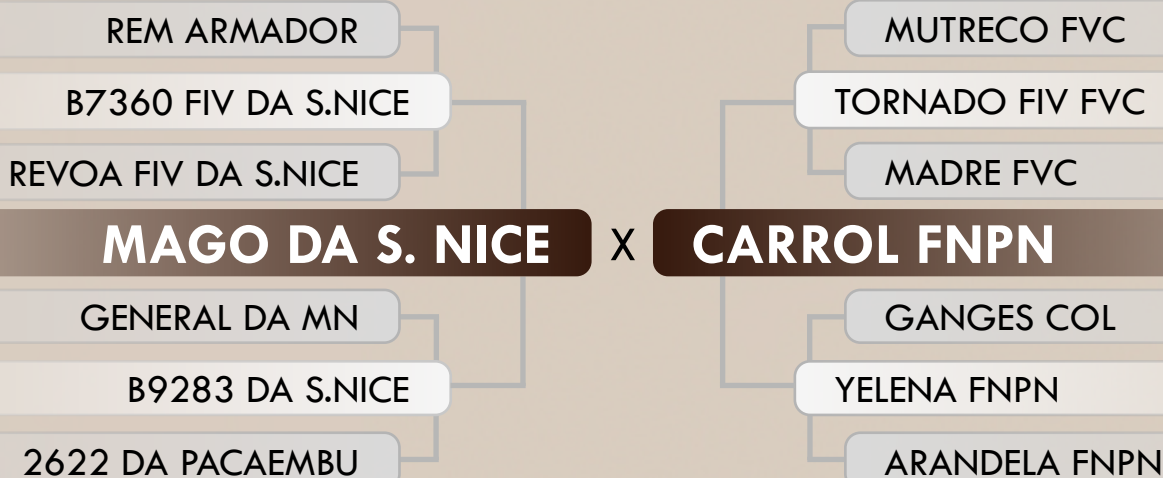 REM ARMADOR
B7360 FIV DA S.NICE
REVOA FIV DA S.NICE
MAGO DA S. NICE X CARROL FNPN
GENERAL DA MN
B9283 DA S.NICE
2622 DA PACAEMBU
MUTRECO FVC
TORNADO FIV FVC
MADRE FVC
GANGES COL
YELENA FNPN
ARANDELA FNPN